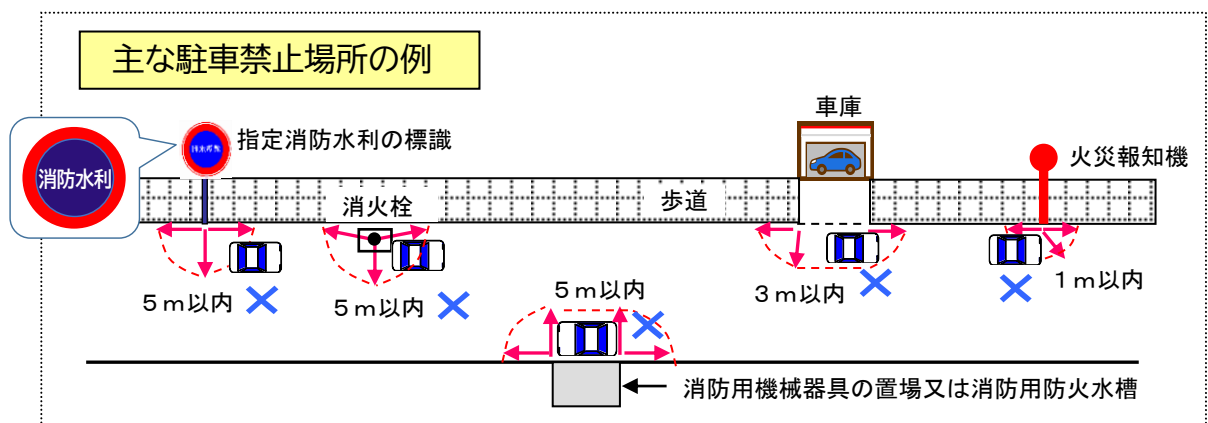 主な駐車禁止場所の例
車庫
指定消防水利の標識
火災報知機
消防水利
消火栓
歩道
5m以内
5m以内
5m以内
3m以内
1m以内
消防用機械器具の置場又は消防用防火水槽